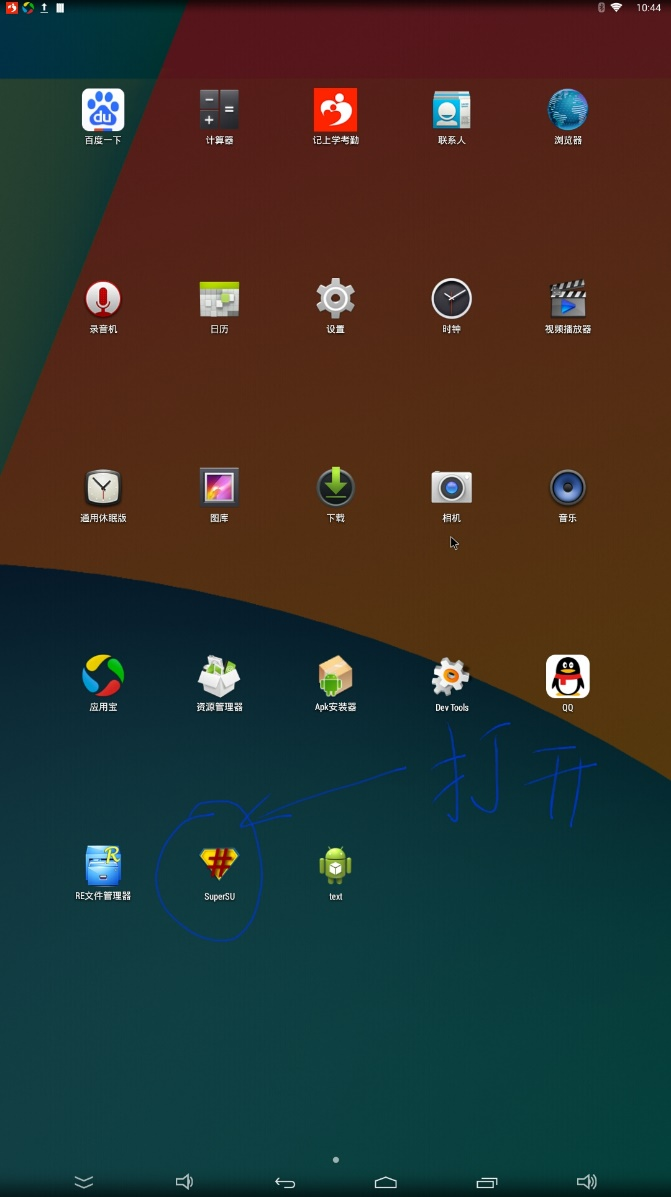 10:44
du
百度一下 计算器 记上学考勤 联系人 浏览器
录音机 日历 设置 时钟 视频播放器
通用休眠版 图库 下载 相机 音乐
应用宝 资源管理器 Apk安装器 Dev Tools QQ
打开
R
RE文件管理器 SuperSU text